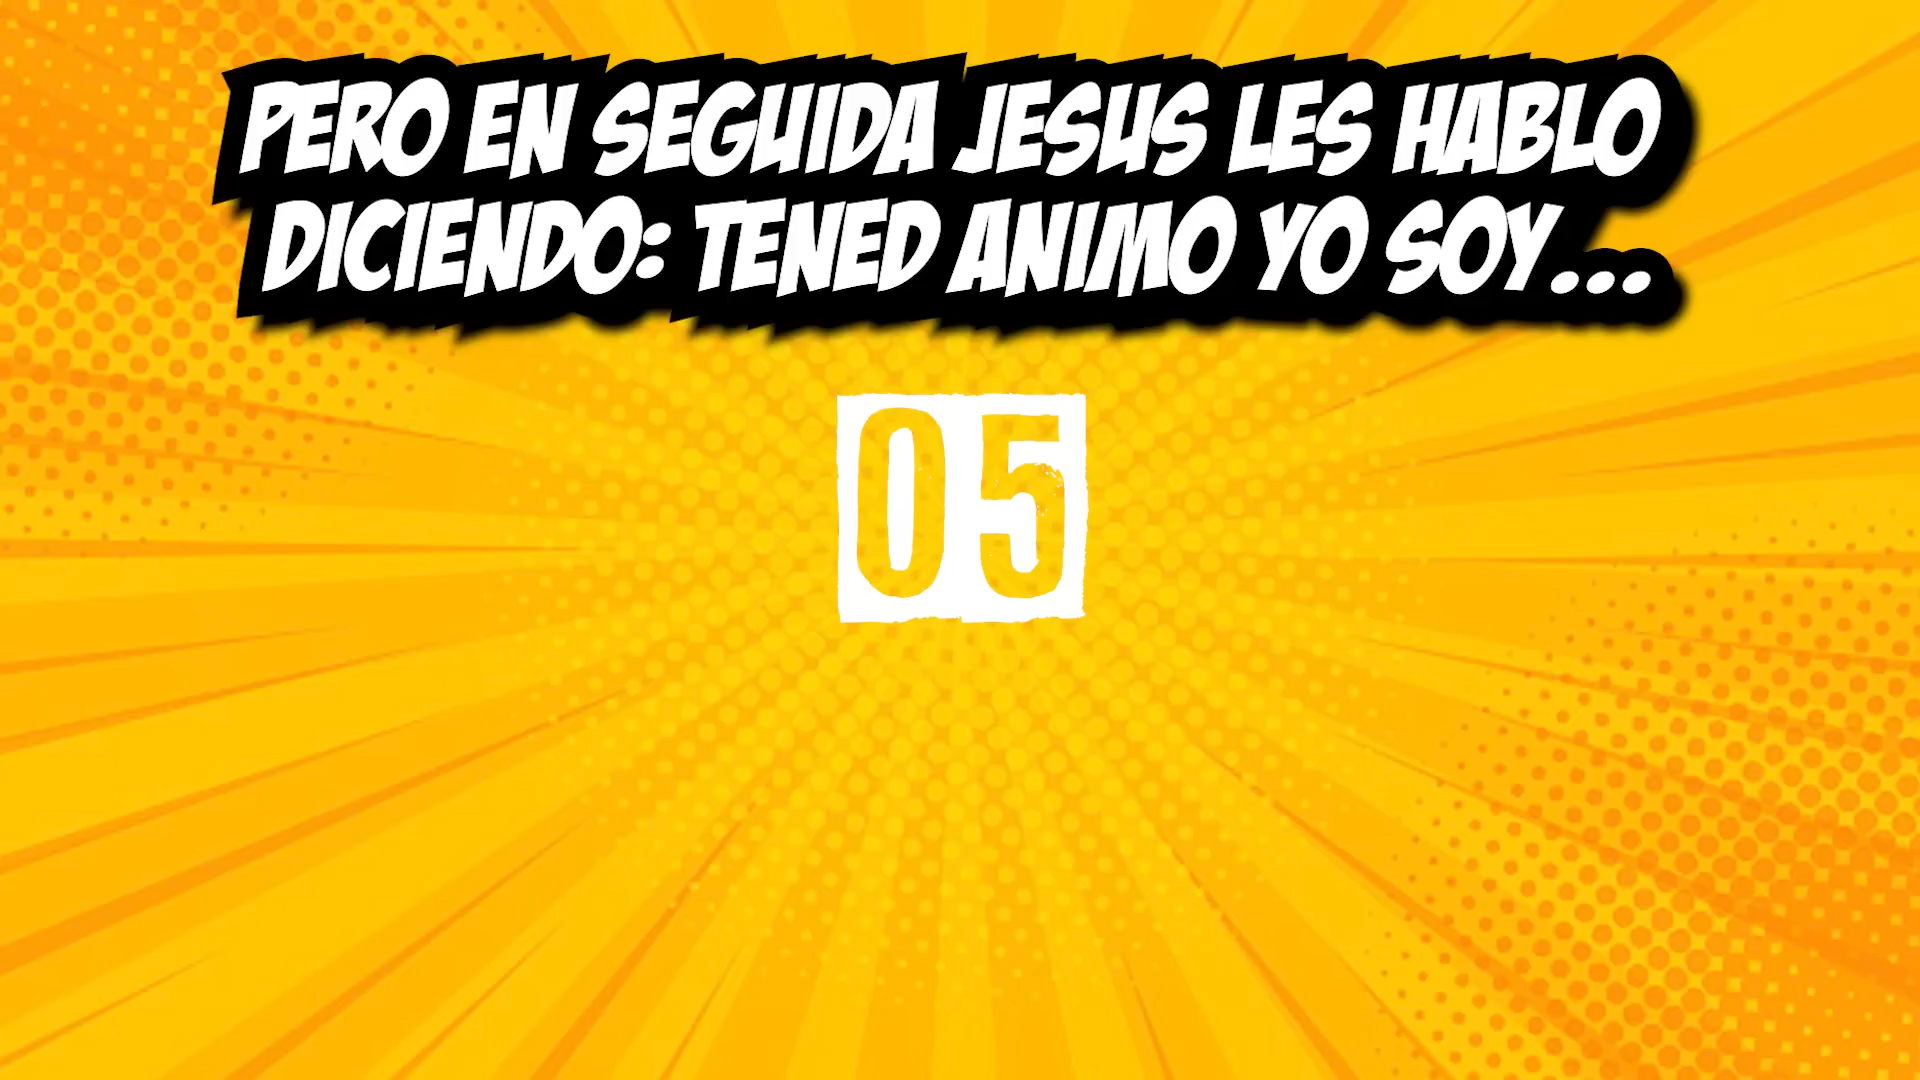 PERO EN SEGUIDA JESUS LES HABLO
DICIENDO: TENED ANIMO YO SOY...
05